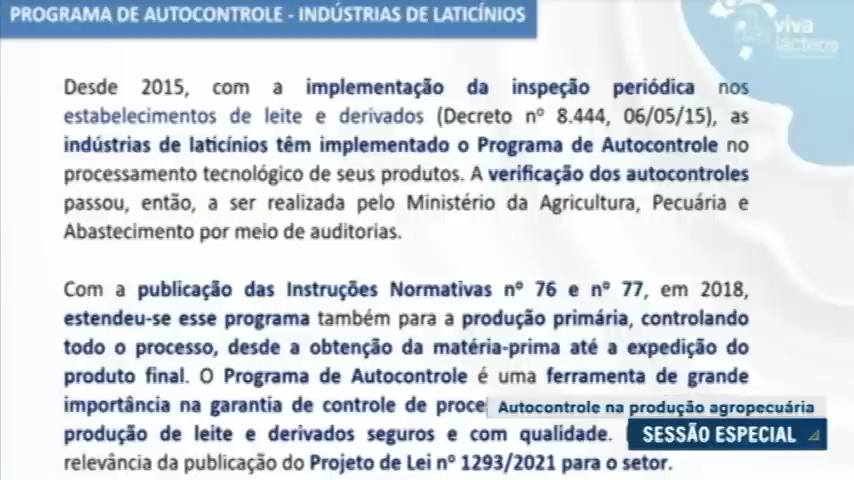 PROGRAMA DE AUTOCONTROLE - INDÚSTRIAS DE LATICÍNIOS
viva
lácteos
Desde 2015, com a implementação da inspeção periódica nos
estabelecimentos de leite e derivados (Decreto nº 8.444, 06/05/15), as
indústrias de laticínios têm implementado o Programa de Autocontrole no
processamento tecnológico de seus produtos. A verificação dos autocontroles
passou, então, a ser realizada pelo Ministério da Agricultura, Pecuária e
Abastecimento por meio de auditorias.
Com a publicação das Instruções Normativas nº 76 e nº 77, em 2018,
estendeu-se esse programa também para a produção primária, controlando
todo o processo, desde a obtenção da matéria-prima até a expedição do
produto final. O Programa de Autocontrole é uma ferramenta de grande
importância na garantia de controle de proce
Autocontrole na produção agropecuária
produção de leite e derivados seguros e com qualidade.
SESSÃO ESPECIAL
relevância da publicação do Projeto de Lei nº 1293/2021 para o setor.